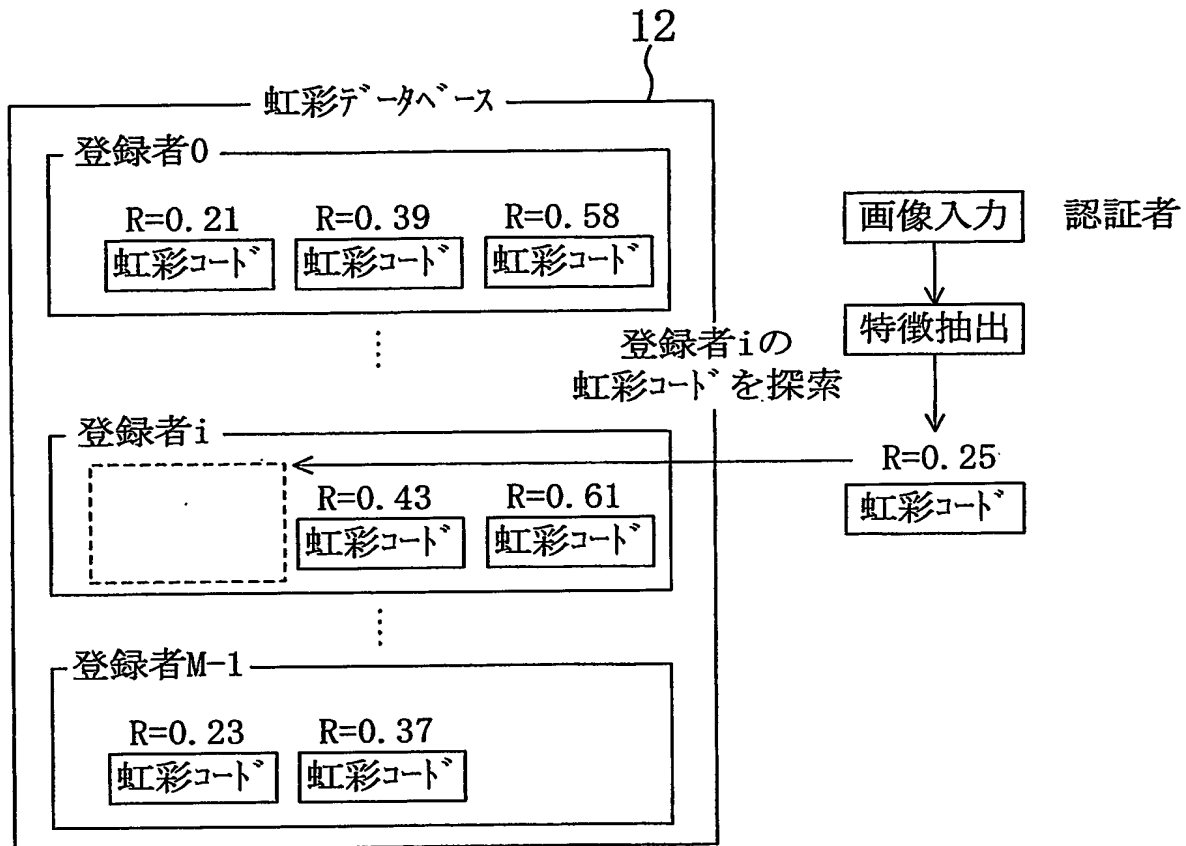 12
虹彩データベース
登録者0
R=0.21 R=0.39 R=0.58
虹彩コード 虹彩コード 虹彩コード
画像入力 認証者
特徴抽出
登録者iの
虹彩コードを探索
登録者i
R=0.25
虹彩コード
R=0.43 R=0.61
虹彩コード 虹彩コード
登録者M-1
R=0.23 R=0.37
虹彩コード 虹彩コード